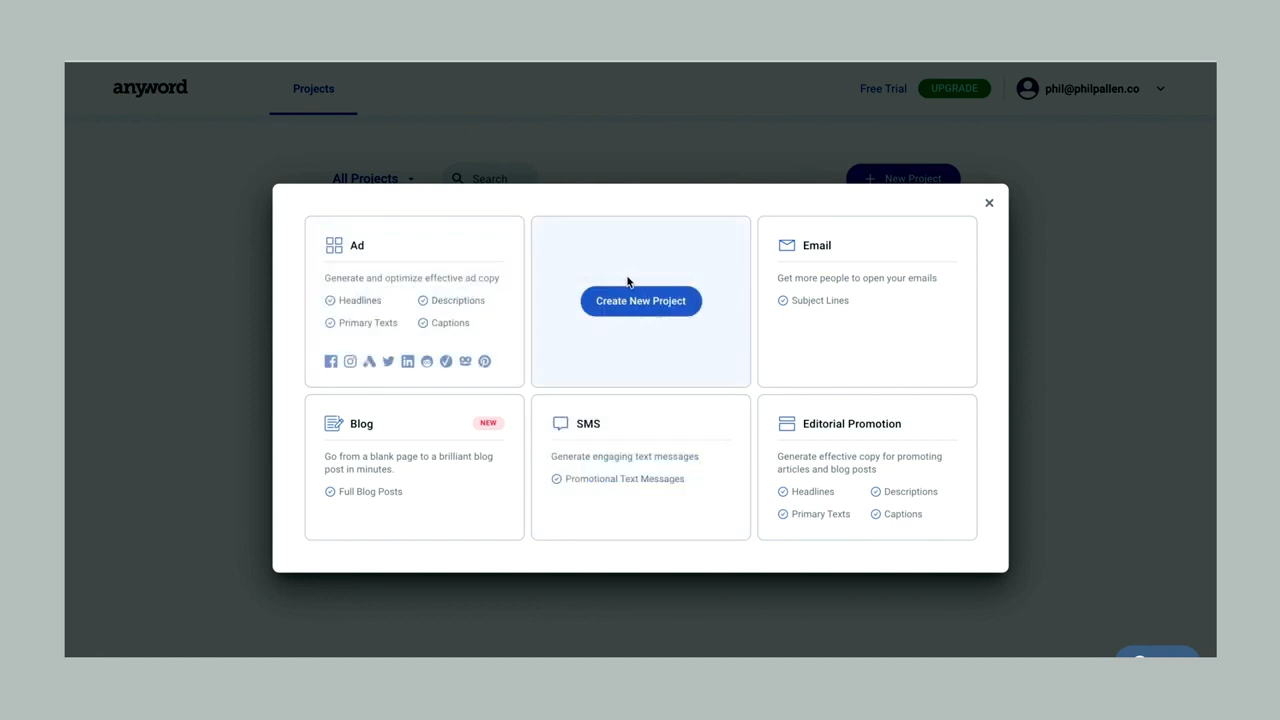 anyword
Projects
Free Trial
UPGRADE
phil@philpallen.co
All Projects
Search
New Project
Ad
Generate and optimize effective ad copy
Headlines
Descriptions
Primary Texts
Captions
Create New Project
Email
Get more people to open your emails
Subject Lines
Blog
NEW
Go from a blank page to a brilliant blog
post in minutes.
Full Blog Posts
SMS
Generate engaging text messages
Promotional Text Messages
Editorial Promotion
Generate effective copy for promoting
articles and blog posts
Headlines
Descriptions
Primary Texts
Captions